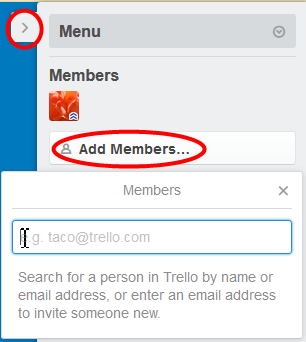 Menu
Members
Add Members...
Members
e.g. taco@trello.com
Search for a person in Trello by name or
email address, or enter an email address
to invite someone new.